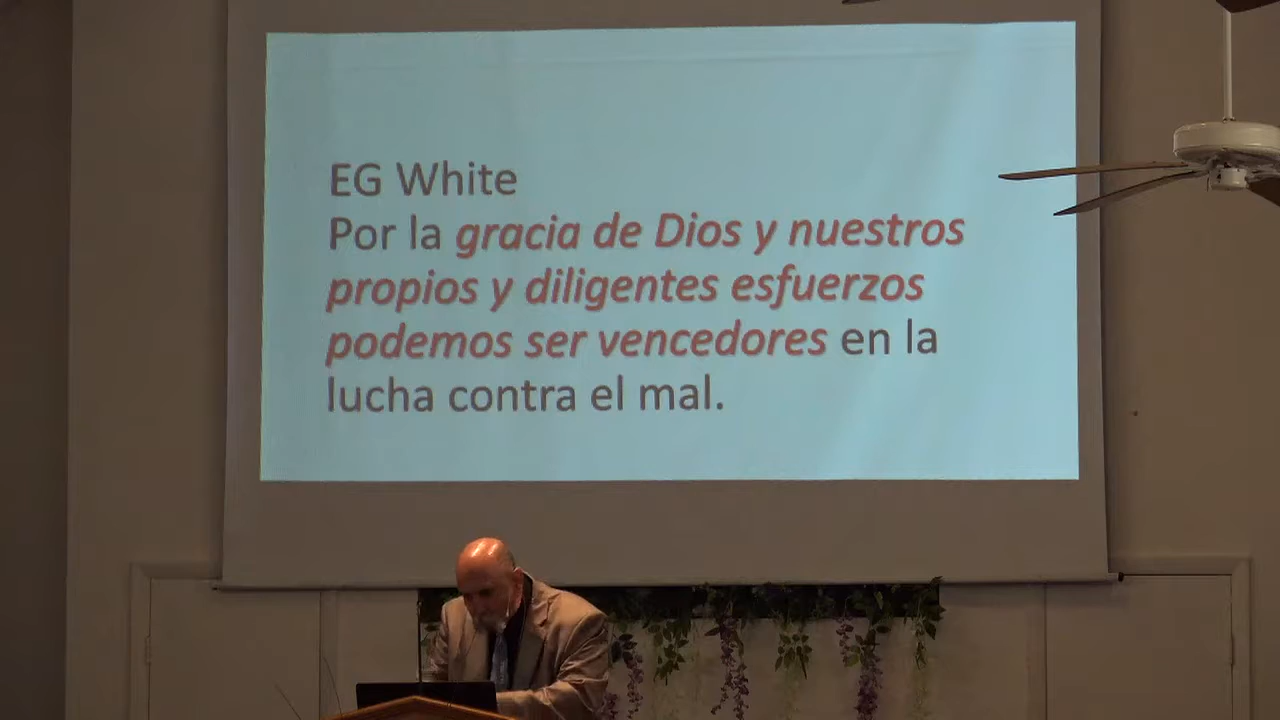 EG White
Por la gracia de Dios y nuestros
propios y diligentes esfuerzos
podemos ser vencedores en la
lucha contra el mal.